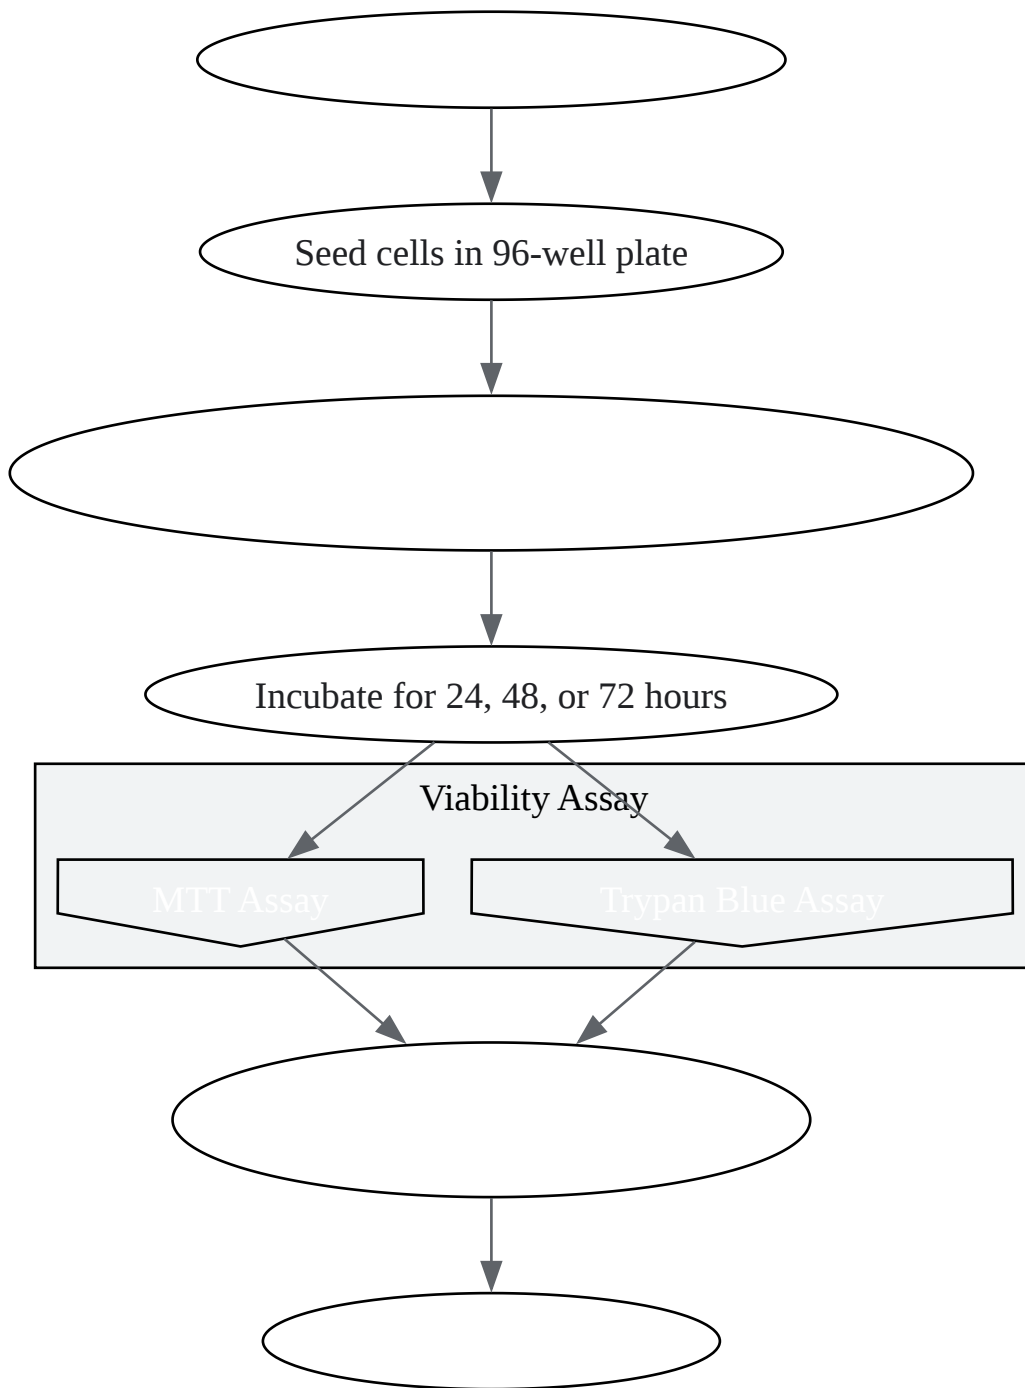 Seed cells in 96-well plate
Incubate for 24, 48, or 72 hours
Viability Assay
MTT Assay
Trypan Blue Assay